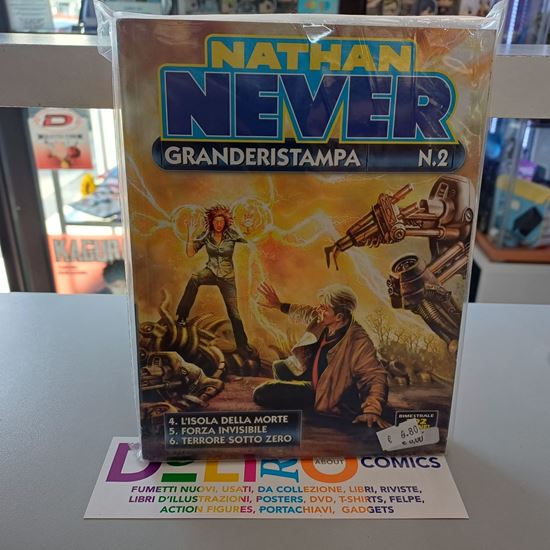 NATHAN
NEVER
GRANDERISTAMPA N.2
4. L'ISOLA DELLA MORTE
5. FORZA INVISIBILE
6. TERRORE SOTTO ZERO
BIMESTRALE
€ 6.80
ABOUT
COMICS
FUMETTI NUOVI, USATI, DA COLLEZIONE, LIBRI, RIVISTE,
LIBRI D'ILLUSTRAZIONI, POSTERS, DVD, T-SHIRTS, FELPE,
ACTION FIGURES, PORTACHIAVI, GADGETS